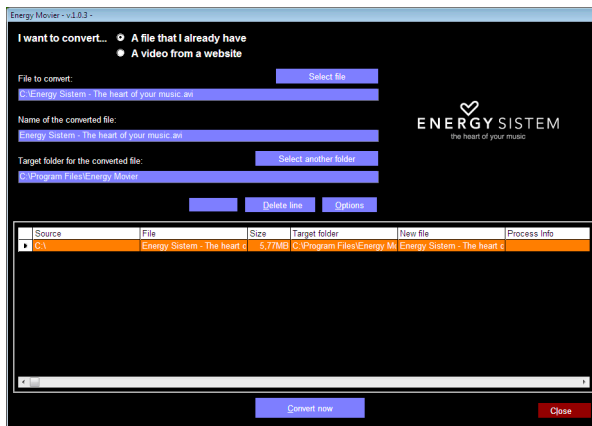 Energy Movier - v.1.0.3 -
I want to convert... A file that I already have
A video from a website
File to convert: Select file
C:\Energy Sistem - The heart of your music.avi
Name of the converted file:
Energy Sistem - The heart of your music.avi
ENERGY SISTEM
the heart of your music
Target folder for the converted file: Select another folder
C:\Program Files\Energy Movier
Delete line Options
Source File Size Target folder New file Process Info
C:\ Energy Sistem - The heart c 5,77MB C:\Program Files\Energy Mo Energy Sistem - The heart c
Convert now
Close